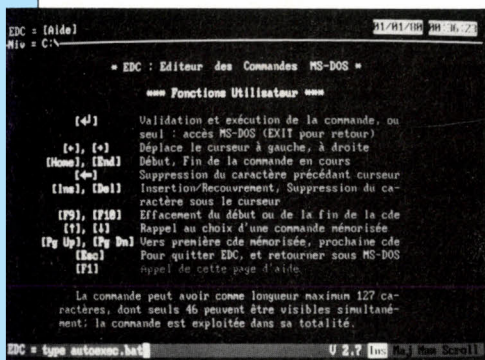 EDC = [Aide] 01/01/80 00:36:23
Niv = C:\
= EDC : Editeur des Commandes MS-DOS =
=== Fonctions Utilisateur ===
[↵] Validation et exécution de la commande, ou
seul : accès MS-DOS (EXIT pour retour)
[←], [→] Déplace le curseur à gauche, à droite
[Home], [End] Début, Fin de la commande en cours
[⬅] Suppression du caractère précédant curseur
[Ins], [Del] Insertion/Recouvrement, Suppression du ca-
ractère sous le curseur
[F9], [F10] Effacement du début ou de la fin de la cde
[↑], [↓] Rappel au choix d'une commande mémorisée
[Pg Up], [Pg Dn] Vers première cde mémorisée, prochaine cde
[Esc] Pour quitter EDC, et retourner sous MS-DOS
[F1] Appel de cette page d'aide
La commande peut avoir comme longueur maximum 127 ca-
ractères, dont seuls 46 peuvent être visibles simultané-
ment; la commande est exploitée dans sa totalité.
EDC = type autoexec.bat V 2.7 Ins Maj Num Scroll